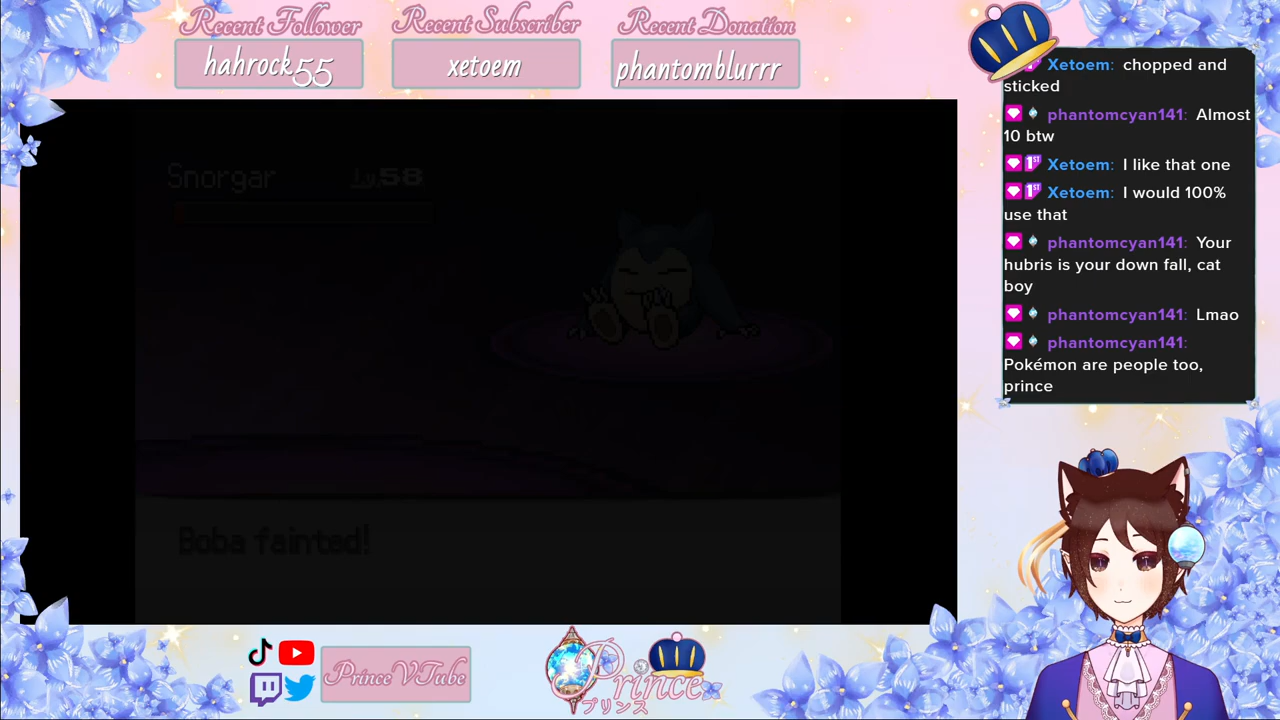 Recent Follower
hahrock55
Recent Subscriber
xetoem
Recent Donation
phantomblurrr
Snorgar Lv.58
Boba fainted!
Xetoem: chopped and
sticked
phantomcyan141: Almost
10 btw
Xetoem: I like that one
Xetoem: I would 100%
use that
phantomcyan141: Your
hubris is your down fall, cat
boy
phantomcyan141: Lmao
phantomcyan141:
Pokémon are people too,
prince
Prince VTube
Prince
プリンス